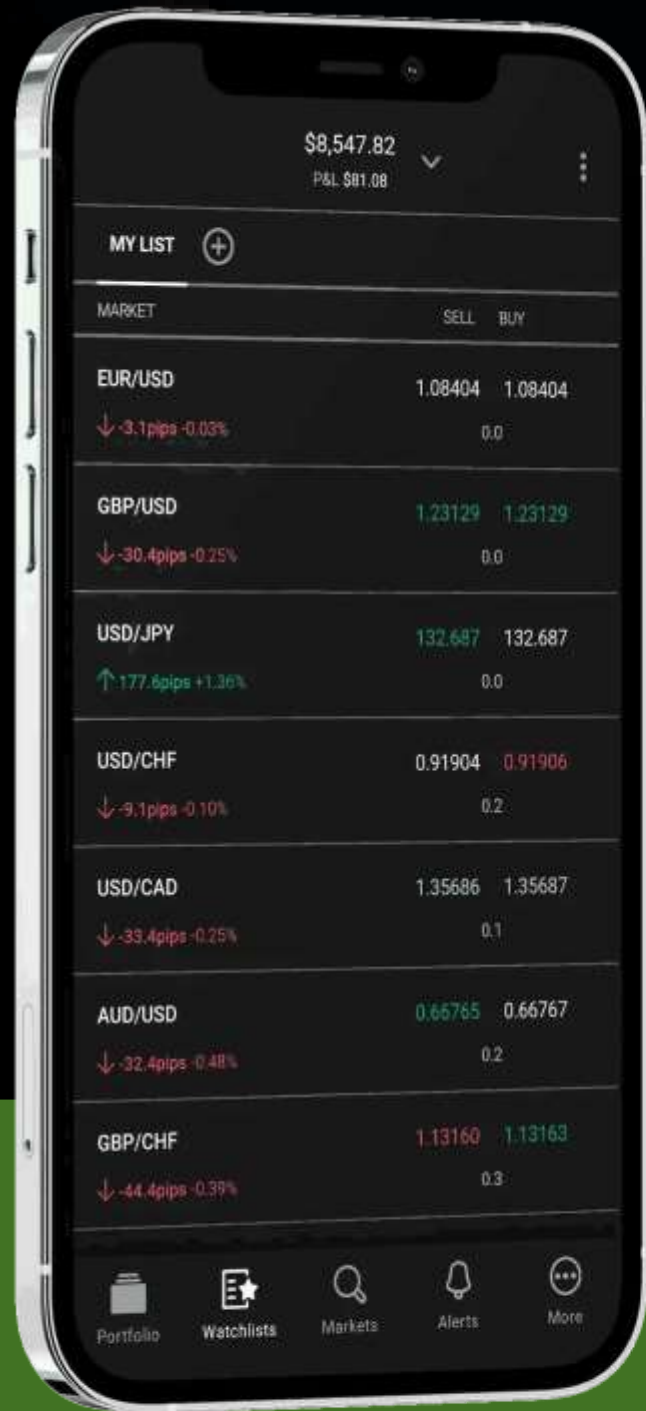 $8,547.82
P&L $81.08
MY LIST
MARKET SELL BUY
EUR/USD 1.08404 1.08404
-3.1pips -0.03% 0.0
GBP/USD 1.23129 1.23129
-30.4pips -0.25% 0.0
USD/JPY 132.687 132.687
177.6pips +1.36% 0.0
USD/CHF 0.91904 0.91906
-9.1pips -0.10% 0.2
USD/CAD 1.35686 1.35687
-33.4pips -0.25% 0.1
AUD/USD 0.66765 0.66767
-32.4pips -0.48% 0.2
GBP/CHF 1.13160 1.13163
-44.4pips -0.39% 0.3
Portfolio Watchlists Markets Alerts More